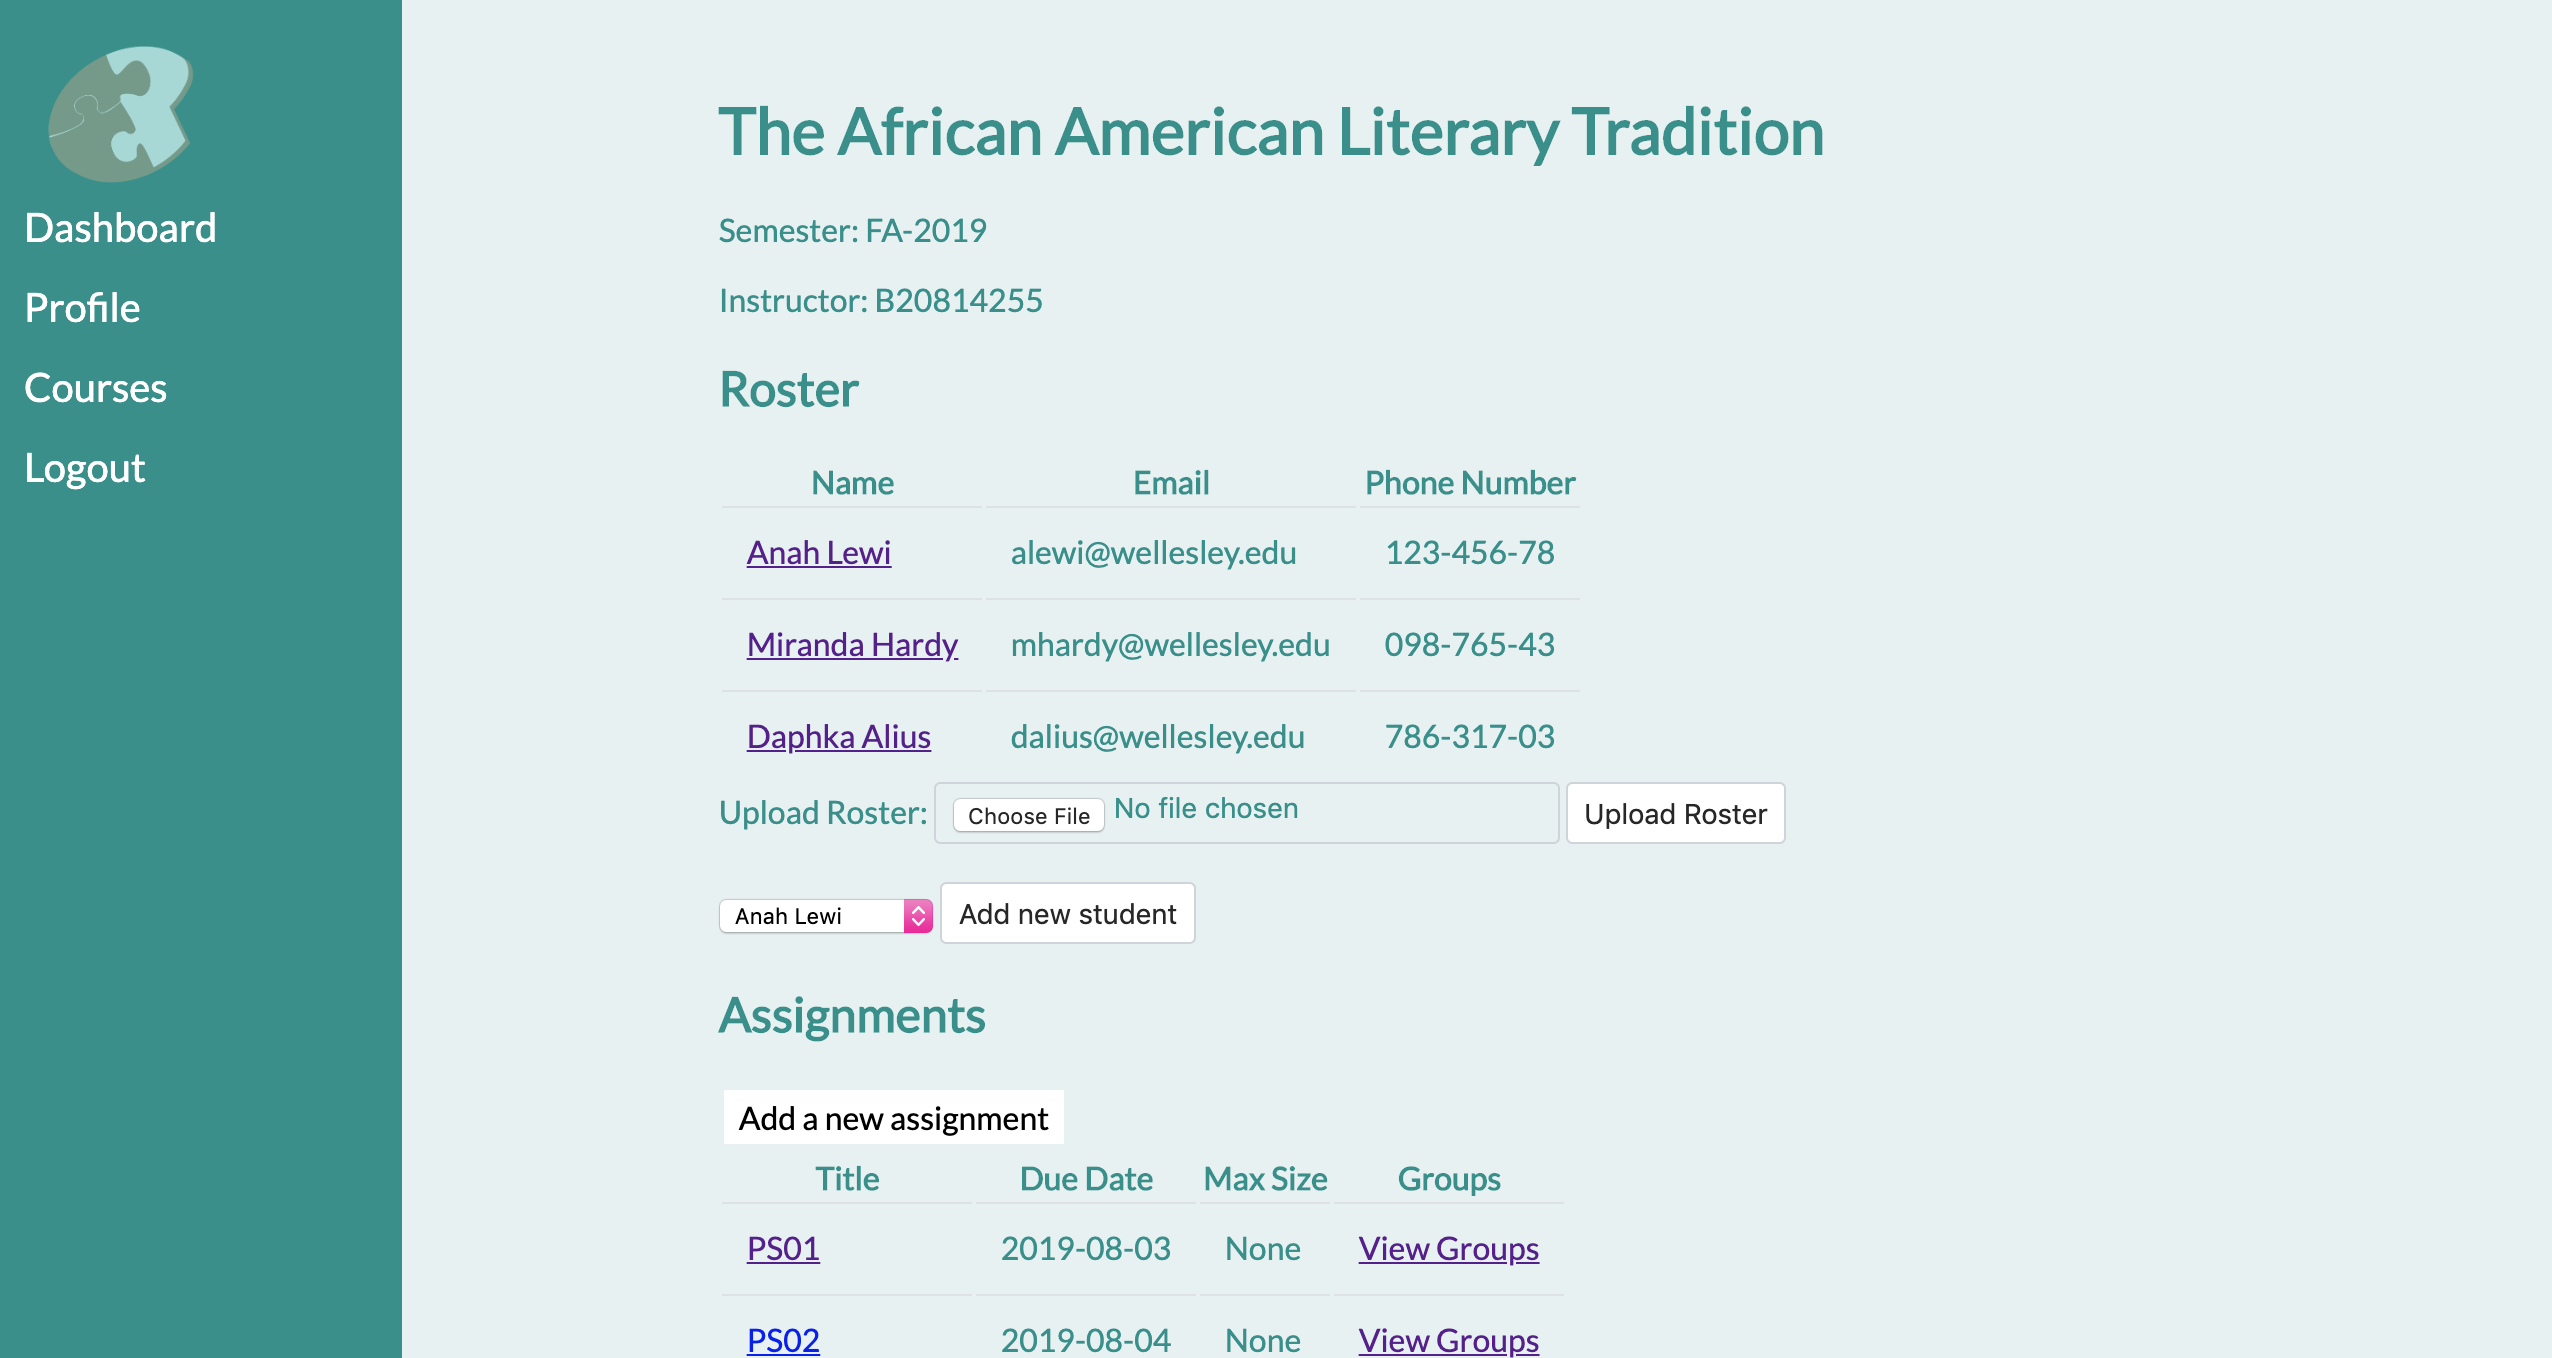 Dashboard
Profile
Courses
Logout
The African American Literary Tradition
Semester: FA-2019
Instructor: B20814255
Roster
Name Email Phone Number
Anah Lewi alewi@wellesley.edu 123-456-78
Miranda Hardy mhardy@wellesley.edu 098-765-43
Daphka Alius dalius@wellesley.edu 786-317-03
Upload Roster: Choose File No file chosen Upload Roster
Anah Lewi Add new student
Assignments
Add a new assignment
Title Due Date Max Size Groups
PS01 2019-08-03 None View Groups
PS02 2019-08-04 None View Groups